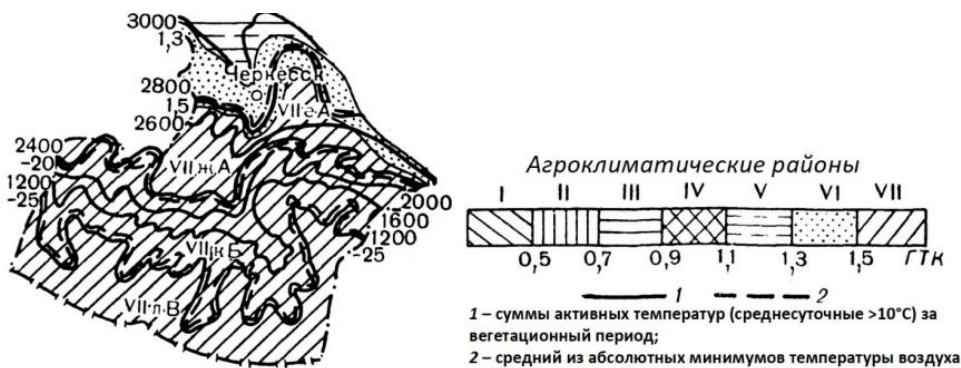 3000
1,3
Черкесск
2800
1,5
VII е А
2600
2400
-20
VII ж А
1200
-25
2000
1600
1200
-25
VII к Б
VII л В
Агроклиматические районы
I II III IV V VI VII
0,5 0,7 0,9 1,1 1,3 1,5 ГТК
1 2
1 – суммы активных температур (среднесуточные >10°С) за
вегетационный период;
2 – средний из абсолютных минимумов температуры воздуха